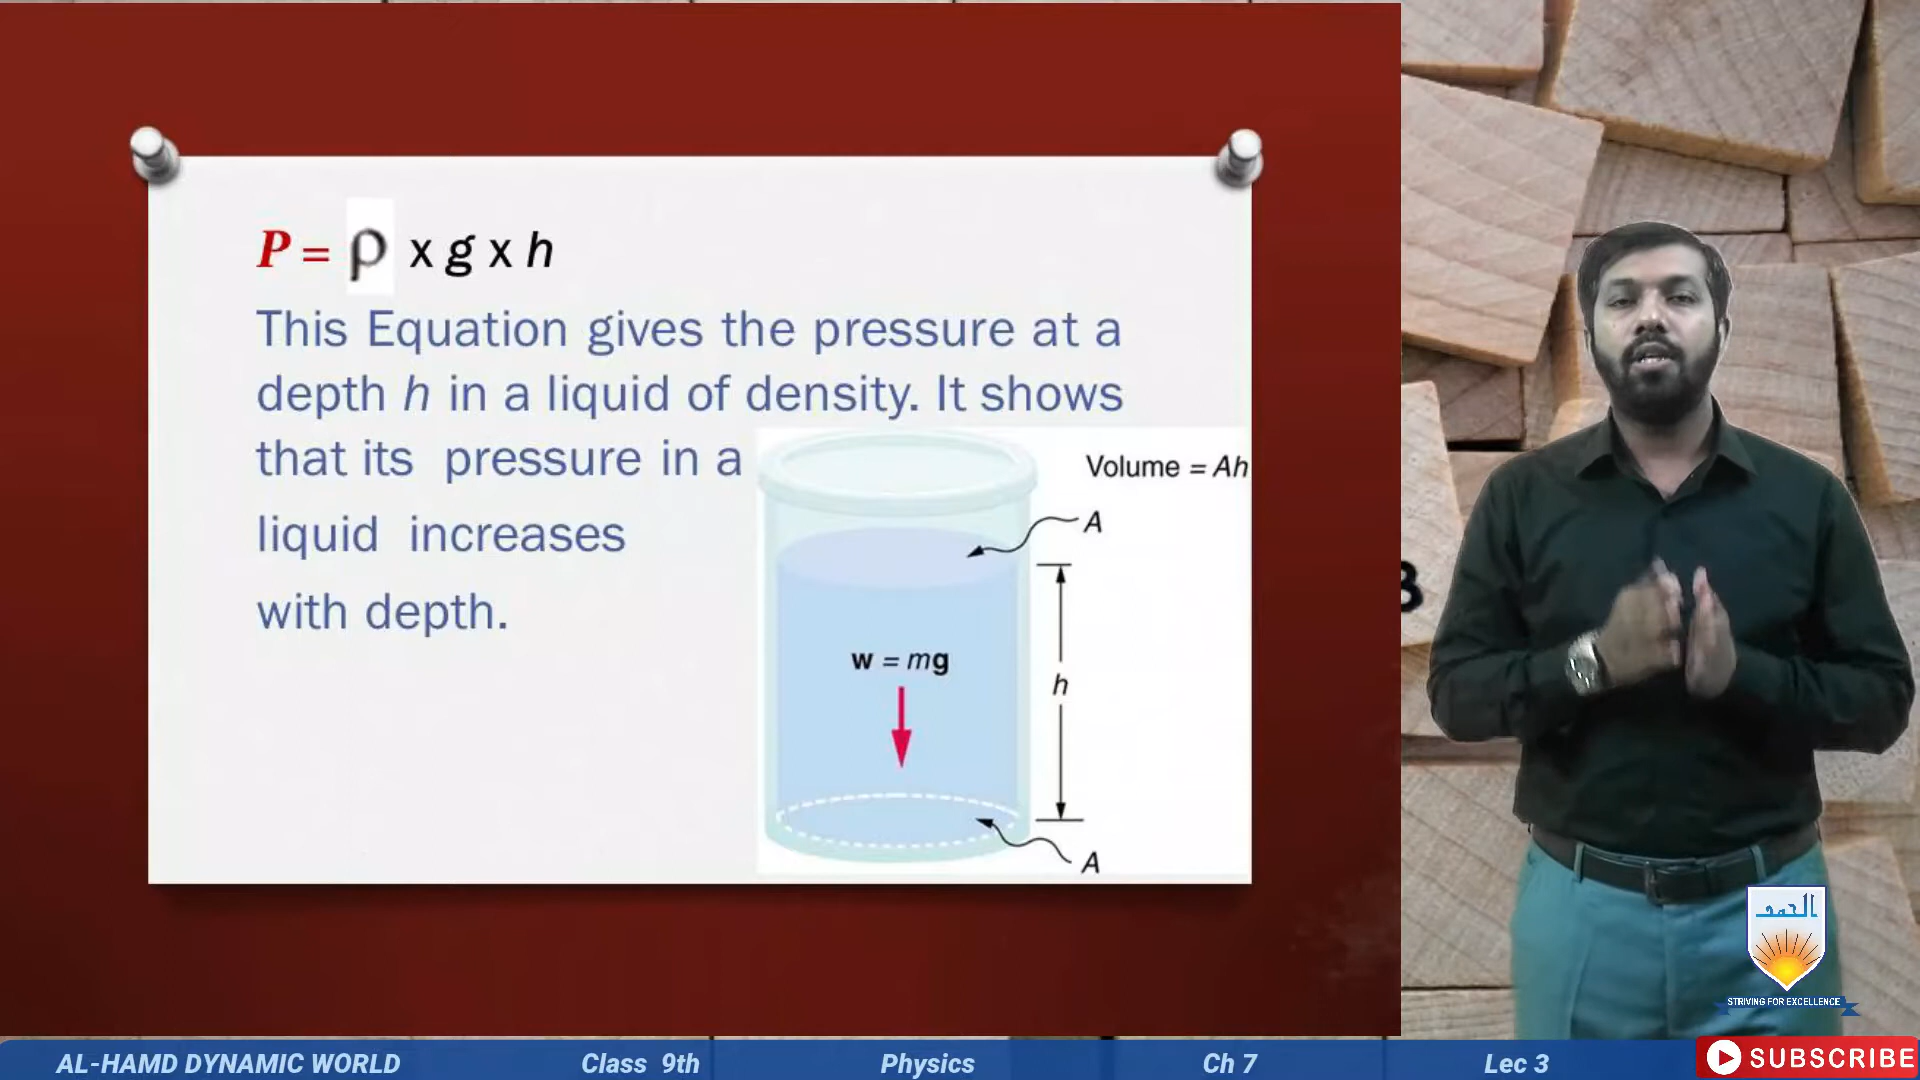 P = ρ x g x h
This Equation gives the pressure at a
depth h in a liquid of density. It shows
that its pressure in a
liquid increases
with depth.
Volume = Ah
A
w = mg
h
A
الحمد
STRIVING FOR EXCELLENCE
AL-HAMD DYNAMIC WORLD Class 9th Physics Ch 7 Lec 3
SUBSCRIBE